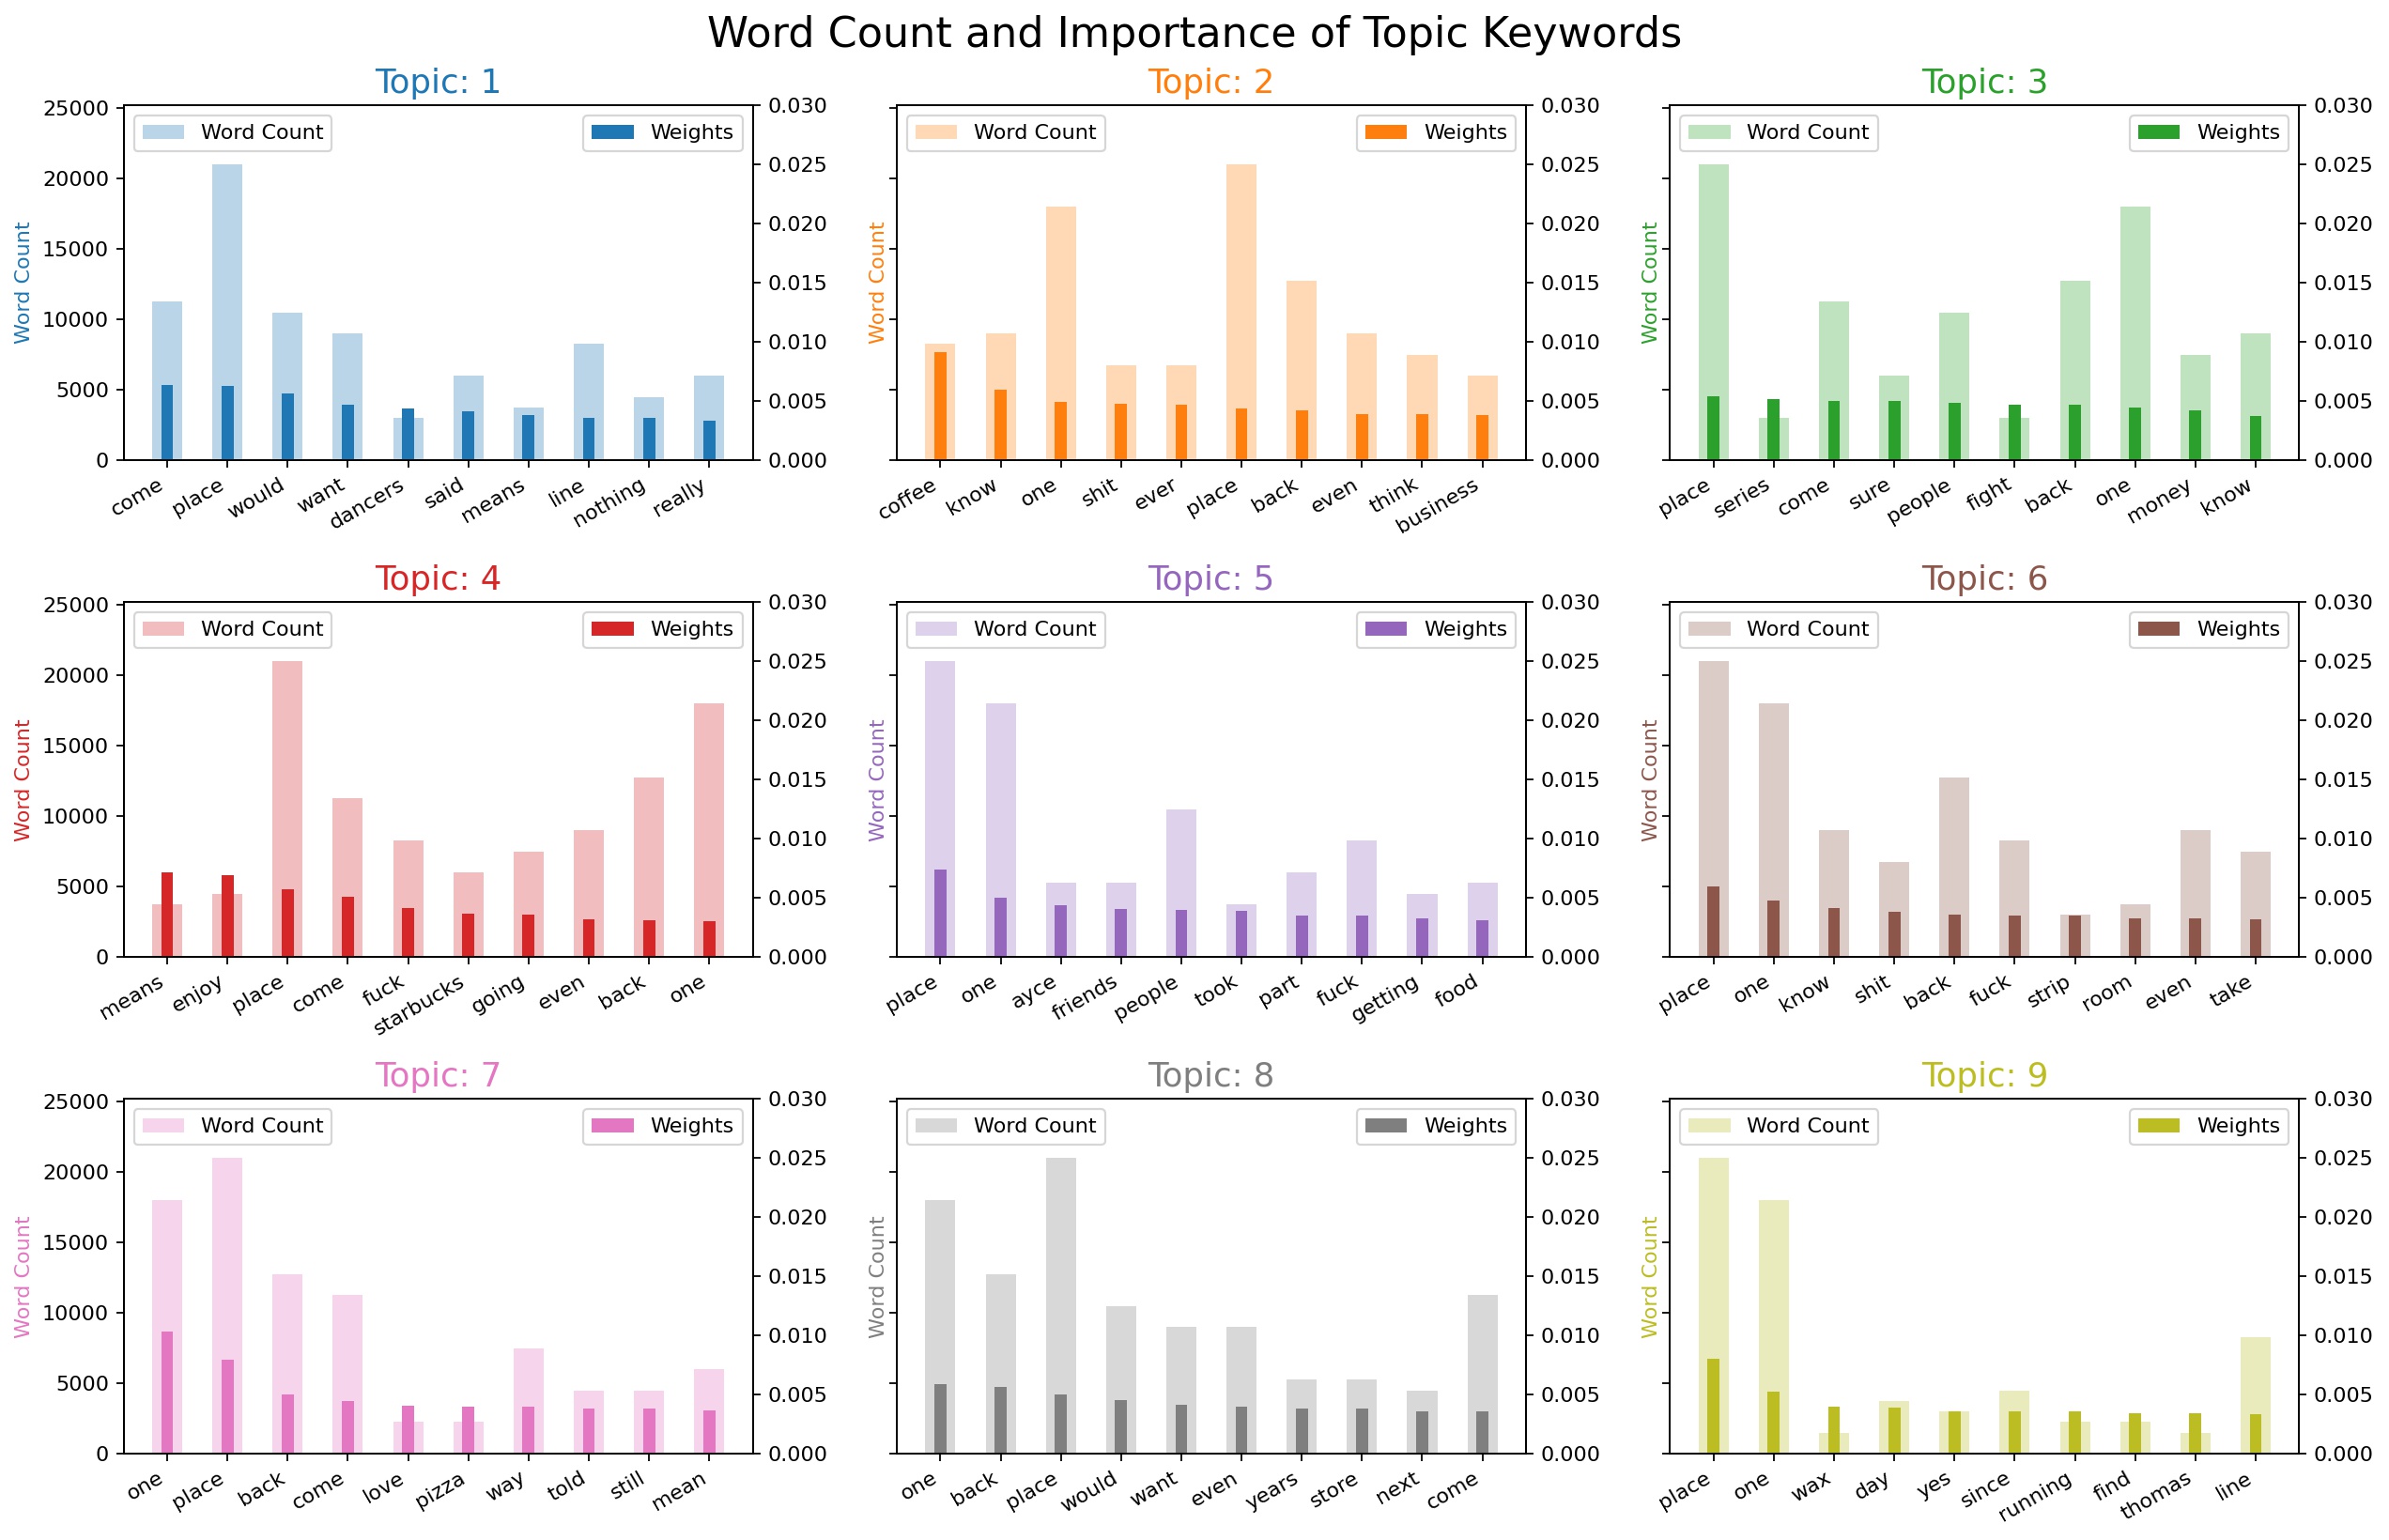 Word Count and Importance of Topic Keywords
Topic: 1
Topic: 2
Topic: 3
25000
20000
15000
10000
5000
0
Word Count
Word Count
Weights
0.030
0.025
0.020
0.015
0.010
0.005
0.000
come place would want dancers said means line nothing really
Word Count
Word Count
Weights
0.030
0.025
0.020
0.015
0.010
0.005
0.000
coffee know one shit ever place back even think business
Word Count
Word Count
Weights
0.030
0.025
0.020
0.015
0.010
0.005
0.000
place series come sure people fight back one money know
Topic: 4
Topic: 5
Topic: 6
25000
20000
15000
10000
5000
0
Word Count
Word Count
Weights
0.030
0.025
0.020
0.015
0.010
0.005
0.000
means enjoy place come fuck starbucks going even back one
Word Count
Word Count
Weights
0.030
0.025
0.020
0.015
0.010
0.005
0.000
place one ayce friends people took part fuck getting food
Word Count
Word Count
Weights
0.030
0.025
0.020
0.015
0.010
0.005
0.000
place one know shit back fuck strip room even take
Topic: 7
Topic: 8
Topic: 9
25000
20000
15000
10000
5000
0
Word Count
Word Count
Weights
0.030
0.025
0.020
0.015
0.010
0.005
0.000
one place back come love pizza way told still mean
Word Count
Word Count
Weights
0.030
0.025
0.020
0.015
0.010
0.005
0.000
one back place would want even years store next come
Word Count
Word Count
Weights
0.030
0.025
0.020
0.015
0.010
0.005
0.000
place one wax day yes since running find thomas line